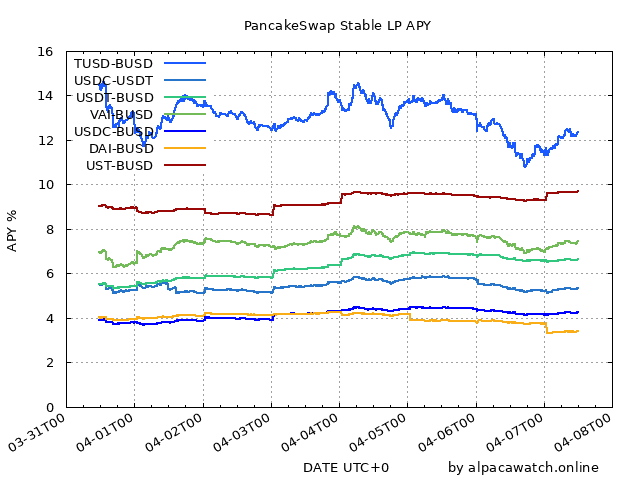 PancakeSwap Stable LP APY
16
14
12
10
8
6
4
2
0
APY %
TUSD-BUSD
USDC-USDT
USDT-BUSD
VAI-BUSD
USDC-BUSD
DAI-BUSD
UST-BUSD
03-31T00
04-01T00
04-02T00
04-03T00
04-04T00
04-05T00
04-06T00
04-07T00
04-08T00
DATE UTC+0
by alpacawatch.online